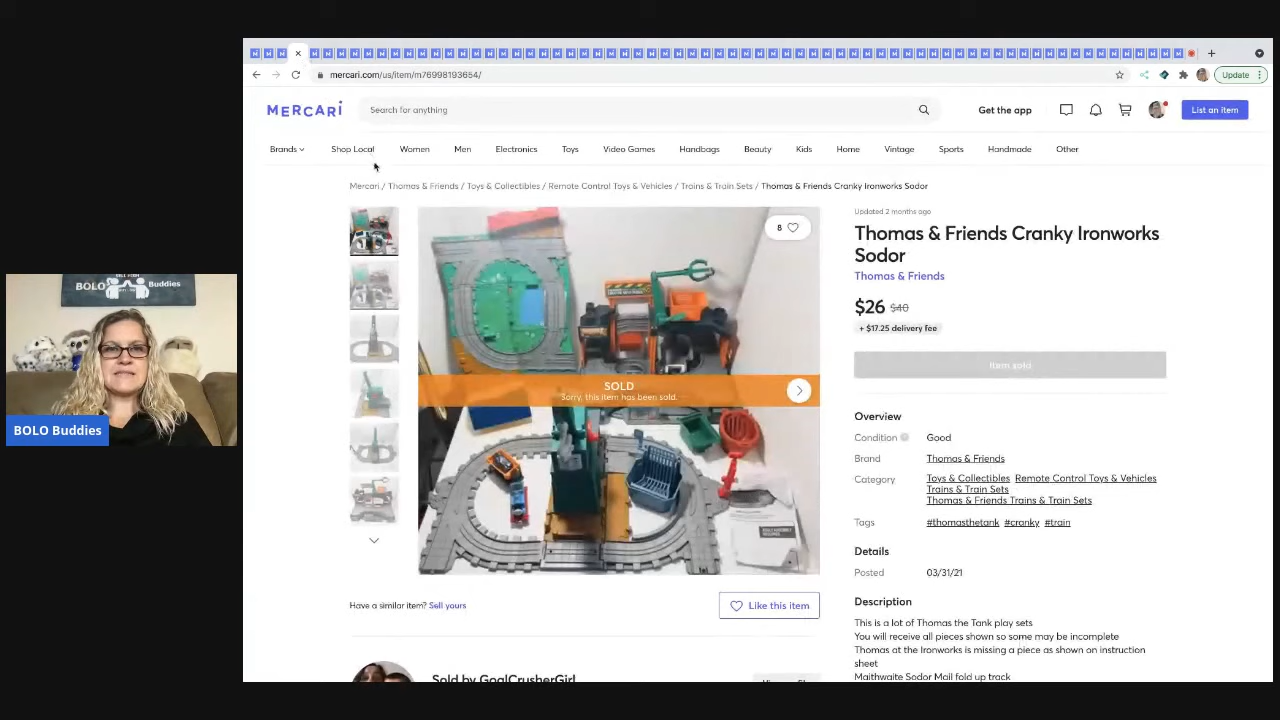 mercari.com/us/item/m76998193654/
Update
MERCARI
Search for anything
Get the app
List an item
Brands
Shop Local
Women
Men
Electronics
Toys
Video Games
Handbags
Beauty
Kids
Home
Vintage
Sports
Handmade
Other
Mercari / Thomas & Friends / Toys & Collectibles / Remote Control Toys & Vehicles / Trains & Train Sets / Thomas & Friends Cranky Ironworks Sodor
8
SOLD
Sorry, this item has been sold.
Have a similar item? Sell yours
Like this item
Sold by GoalCrusherGirl
Updated 2 months ago
Thomas & Friends Cranky Ironworks
Sodor
Thomas & Friends
$26 $40
+ $17.25 delivery fee
Item sold
Overview
Condition Good
Brand Thomas & Friends
Category Toys & Collectibles Remote Control Toys & Vehicles
Trains & Train Sets
Thomas & Friends Trains & Train Sets
Tags #thomasthetank #cranky #train
Details
Posted 03/31/21
Description
This is a lot of Thomas the Tank play sets
You will receive all pieces shown so some may be incomplete
Thomas at the Ironworks is missing a piece as shown on instruction
sheet
Maithwaite Sodor Mail fold up track
BOLO Buddies
BOLO Buddies